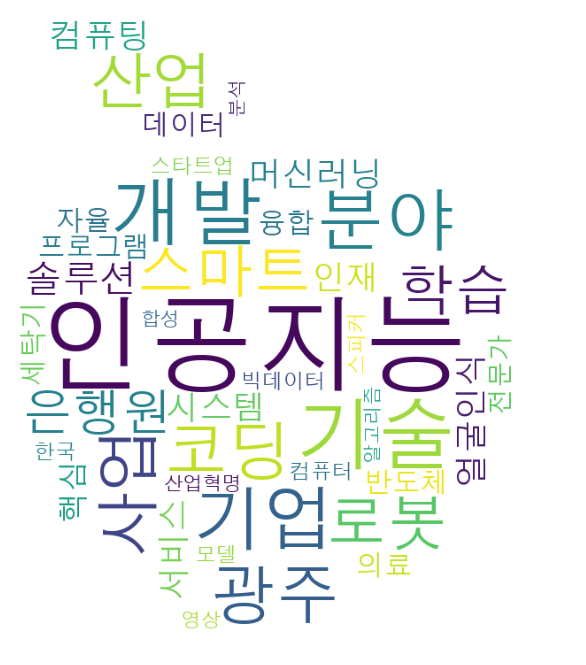 컴퓨팅
산업
분석
데이터
스타트업
머신러닝
개발
분야
자율
융합
프로그램
솔루션
스마트
인재
학습
인공지능
합성
세탁기
스피커
전문가
빅데이터
얼굴인식
은행원
시스템
기술
알고리즘
코딩
한국
핵심
사업
산업혁명
컴퓨터
반도체
기업
로봇
서비스
모델
의료
광주
영상